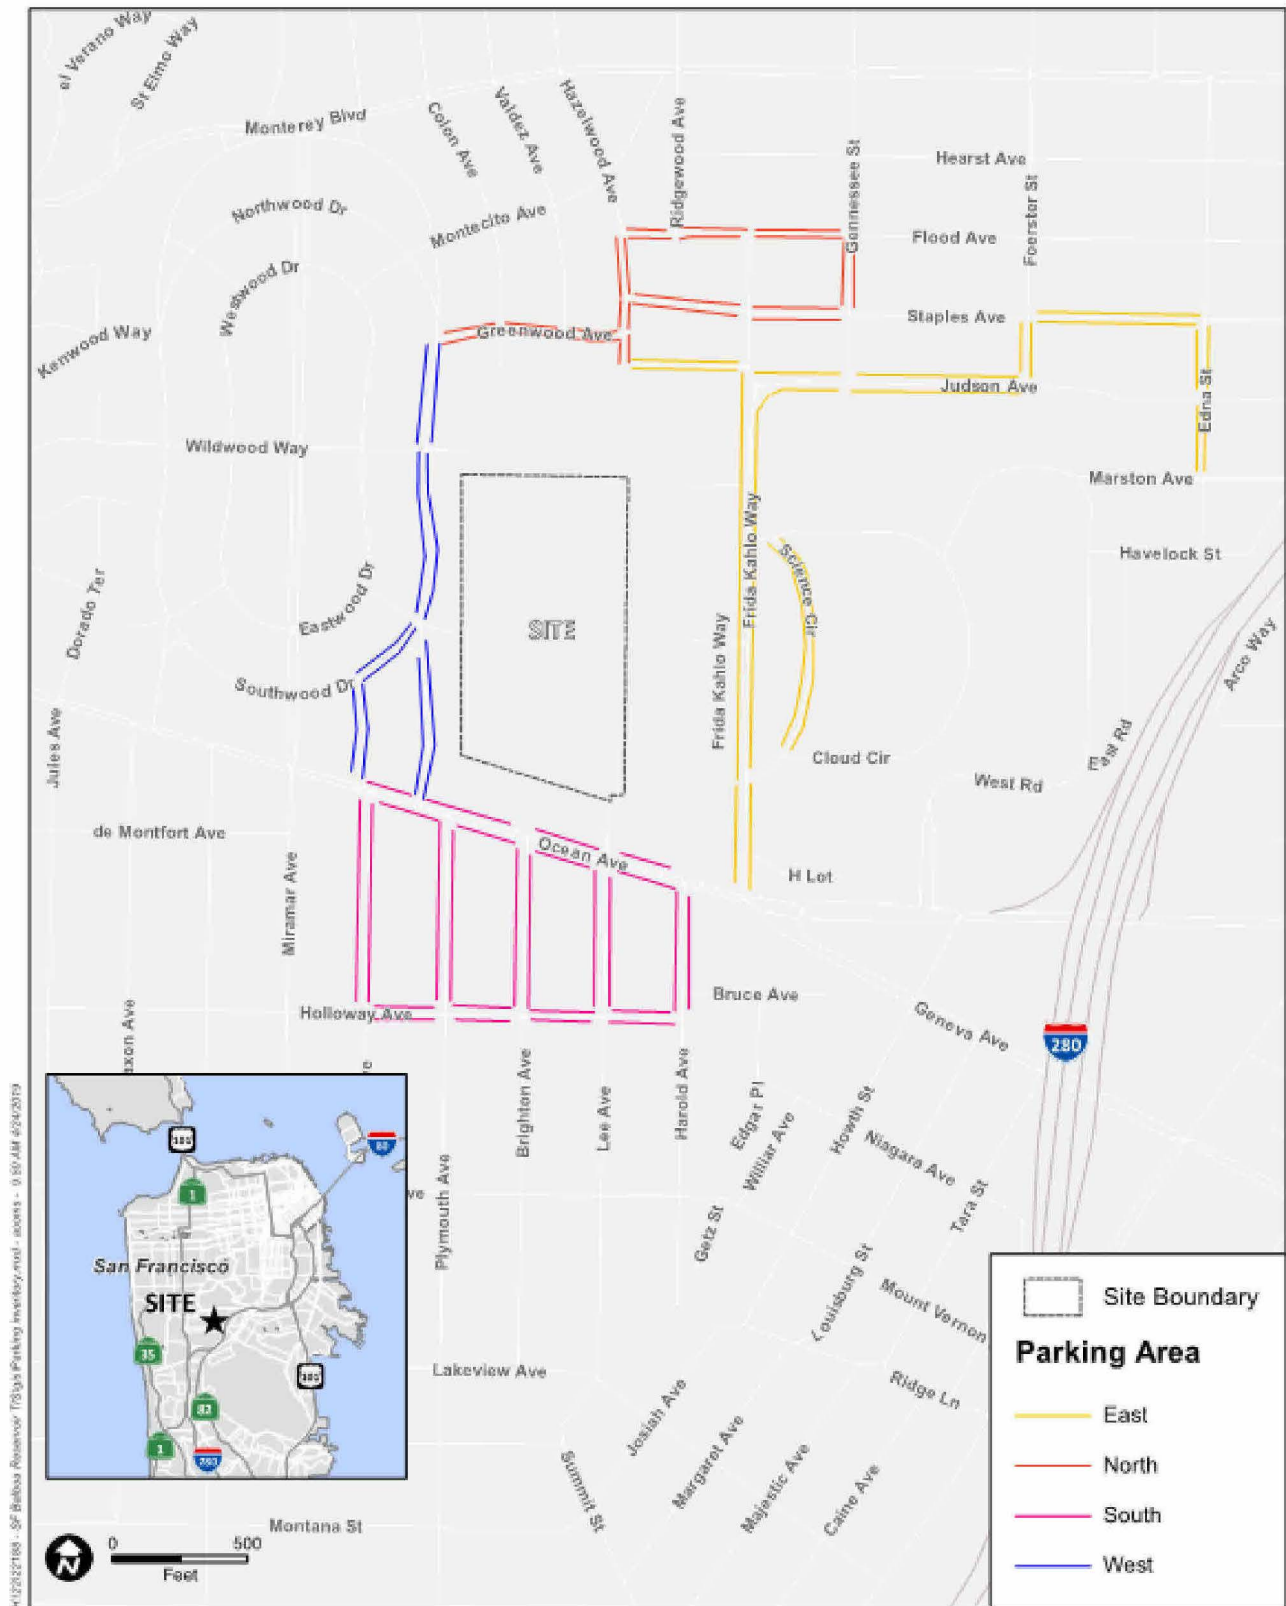 el Verano Way
St Elmo Way
Monterey Blvd
Colon Ave
Valdez Ave
Hazelwood Ave
Ridgewood Ave
Gennessee St
Hearst Ave
Foerster St
Northwood Dr
Montecito Ave
Flood Ave
Westwood Dr
Kenwood Way
Greenwood Ave
Staples Ave
Judson Ave
Edna St
Wildwood Way
Marston Ave
Frida Kahlo Way
Science Cir
Havelock St
Dorado Ter
Eastwood Dr
SITE
Frida Kahlo Way
Arco Way
Southwood Dr
Jules Ave
Cloud Cir
East Rd
West Rd
de Montfort Ave
Miramar Ave
Ocean Ave
H Lot
Holloway Ave
Bruce Ave
Geneva Ave
280
axon Ave
ve
Brighton Ave
Lee Ave
Harold Ave
Edgar Pl
Williar Ave
Howth St
Niagara Ave
Plymouth Ave
ve
Getz St
Tara St
Louisburg St
Mount Vernon
Lakeview Ave
Ridge Ln
Josiah Ave
Margaret Ave
Majestic Ave
Caine Ave
Summit St
Montana St
101
80
1
San Francisco
SITE
35
101
82
1
280
N
0 500
Feet
Site Boundary
Parking Area
East
North
South
West